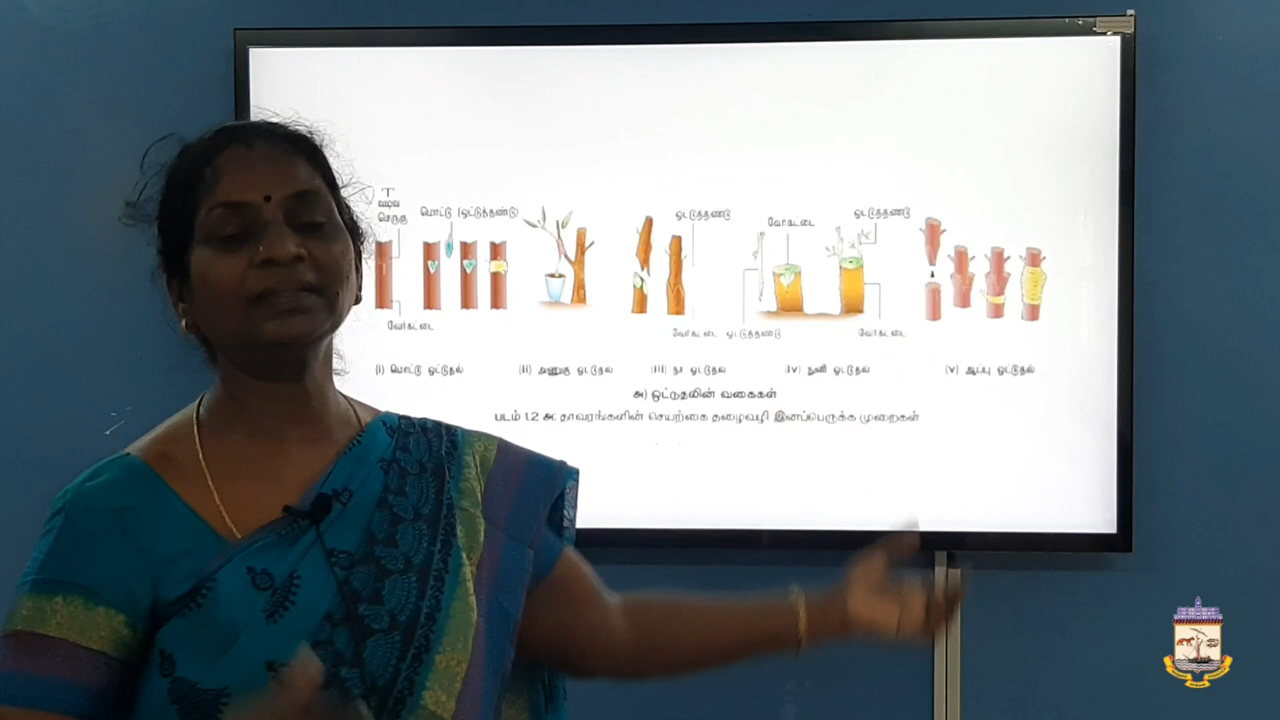 T
வடிவ
செருகு
மொட்டு (ஒட்டுத்தண்டு)
வேர்கட்டை
ஒட்டுத்தண்டு
வேர்கட்டை
ஒட்டுத்தண்டு
வேர்கட்டை
வேர்கட்டை
ஒட்டுத்தண்டு
வேர்கட்டை
(i) மொட்டு ஒட்டுதல்
(ii) அணுகு ஒட்டுதல்
(iii) நா ஒட்டுதல்
(iv) நுனி ஒட்டுதல்
(v) ஆப்பு ஒட்டுதல்
அ) ஒட்டுதலின் வகைகள்
படம் 1.2 அ: தாவரங்களின் செயற்கை தழைவழி இனப்பெருக்க முறைகள்